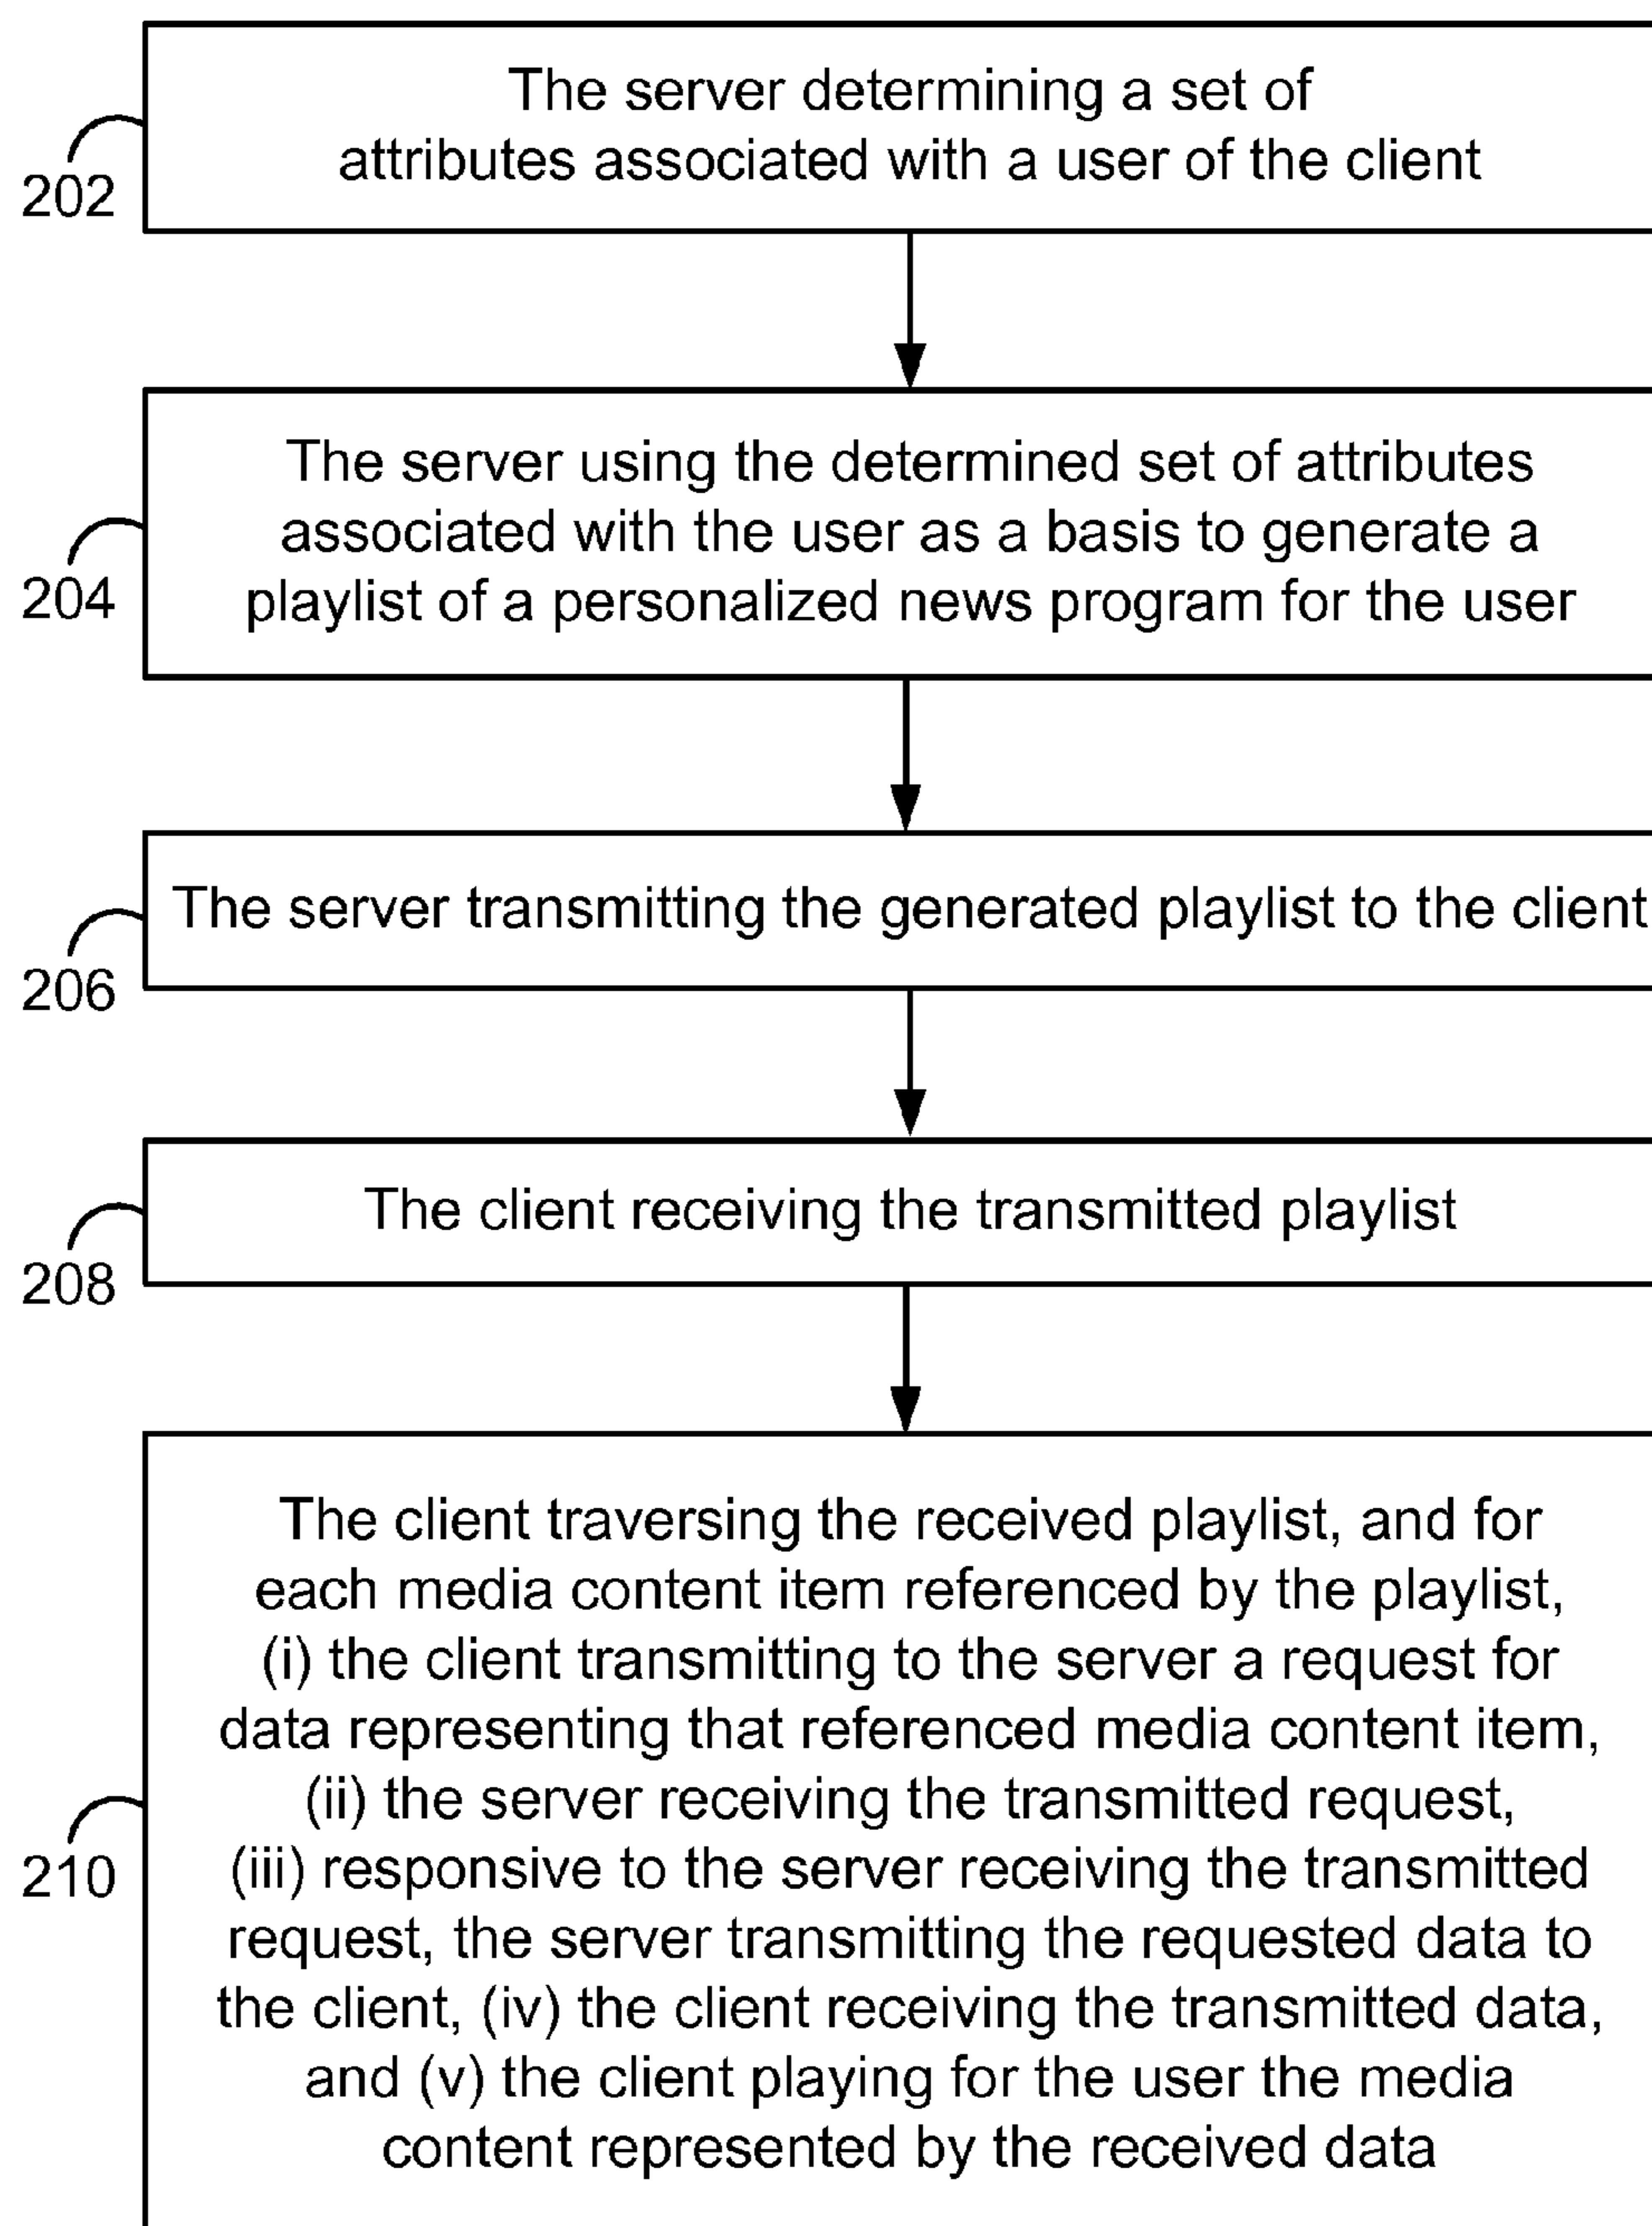 The server determining a set of
attributes associated with a user of the client
202
The server using the determined set of attributes
associated with the user as a basis to generate a
playlist of a personalized news program for the user
204
The server transmitting the generated playlist to the client
206
The client receiving the transmitted playlist
208
The client traversing the received playlist, and for
each media content item referenced by the playlist,
(i) the client transmitting to the server a request for
data representing that referenced media content item,
(ii) the server receiving the transmitted request,
(iii) responsive to the server receiving the transmitted
request, the server transmitting the requested data to
the client, (iv) the client receiving the transmitted data,
and (v) the client playing for the user the media
content represented by the received data
210